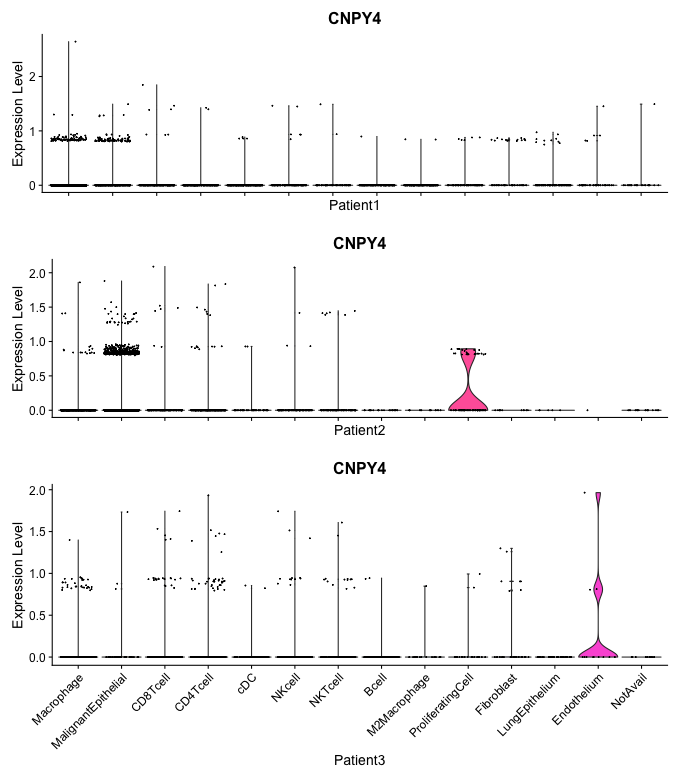 CNPY4
Expression Level
2
1
0
Patient1
CNPY4
Expression Level
2.0
1.5
1.0
0.5
0.0
Patient2
CNPY4
Expression Level
2.0
1.5
1.0
0.5
0.0
Macrophage
MalignantEpithelial
CD8Tcell
CD4Tcell
cDC
NKcell
NKTcell
Bcell
M2Macrophage
ProliferatingCell
Fibroblast
LungEpithelium
Endothelium
NotAvail
Patient3